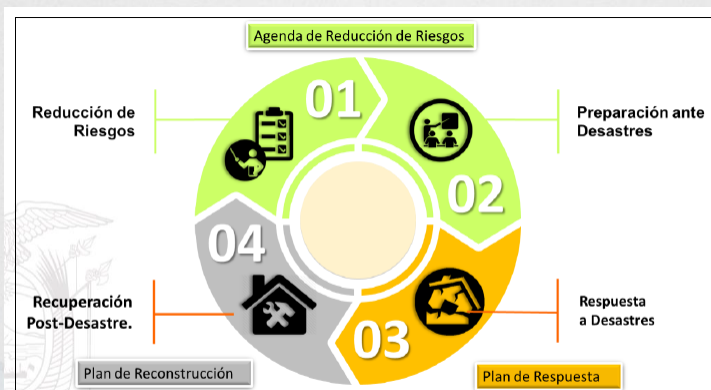 Agenda de Reducción de Riesgos
01
Reducción de
Riesgos
Preparación ante
Desastres
02
04
Recuperación
Post-Desastre.
Respuesta
a Desastres
03
Plan de Reconstrucción
Plan de Respuesta